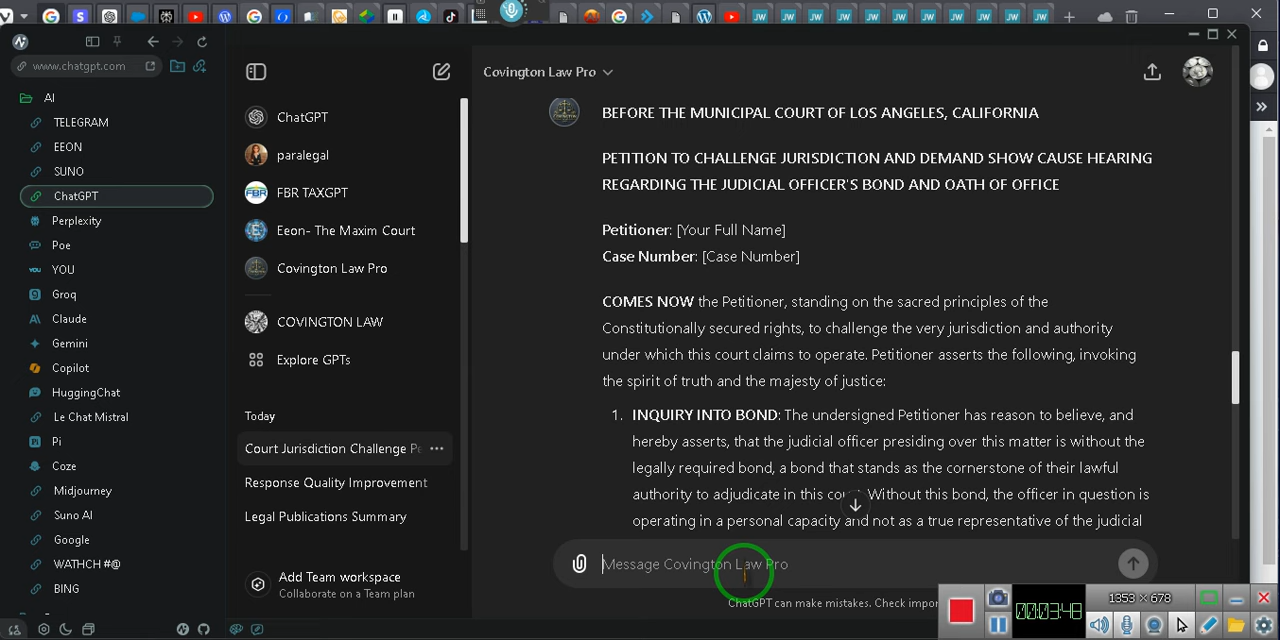 www.chatgpt.com
AI
TELEGRAM
EEON
SUNO
ChatGPT
Perplexity
Poe
YOU
Groq
Claude
Gemini
Copilot
HuggingChat
Le Chat Mistral
Pi
Coze
Midjourney
Suno AI
Google
WATHCH #@
BING
ChatGPT
paralegal
FBR TAXGPT
Eeon- The Maxim Court
Covington Law Pro
COVINGTON LAW
Explore GPTs
Today
Court Jurisdiction Challenge Pe
Response Quality Improvement
Legal Publications Summary
Add Team workspace
Collaborate on a Team plan
Covington Law Pro
BEFORE THE MUNICIPAL COURT OF LOS ANGELES, CALIFORNIA
PETITION TO CHALLENGE JURISDICTION AND DEMAND SHOW CAUSE HEARING
REGARDING THE JUDICIAL OFFICER'S BOND AND OATH OF OFFICE
Petitioner: [Your Full Name]
Case Number: [Case Number]
COMES NOW the Petitioner, standing on the sacred principles of the
Constitutionally secured rights, to challenge the very jurisdiction and authority
under which this court claims to operate. Petitioner asserts the following, invoking
the spirit of truth and the majesty of justice:
1. INQUIRY INTO BOND: The undersigned Petitioner has reason to believe, and
hereby asserts, that the judicial officer presiding over this matter is without the
legally required bond, a bond that stands as the cornerstone of their lawful
authority to adjudicate in this Without this bond, the officer in question is
operating in a personal capacity and not as a true representative of the judicial
Message Covington Law Pro
ChatGPT can make mistakes. Check impor
1353 x 678
00:03:48